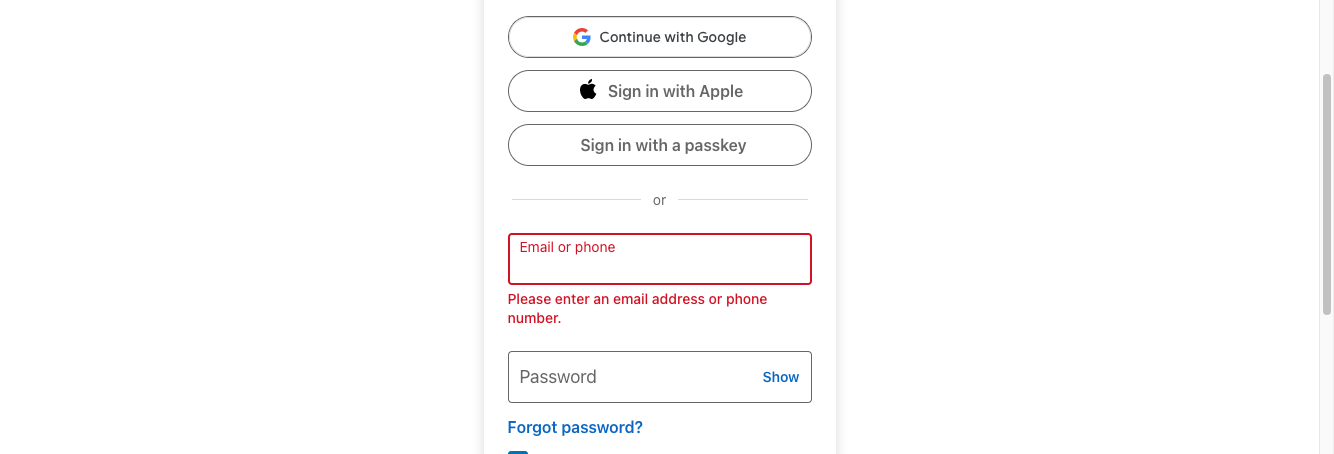 Continue with Google
Sign in with Apple
Sign in with a passkey
or
Email or phone
Please enter an email address or phone
number.
Password
Show
Forgot password?